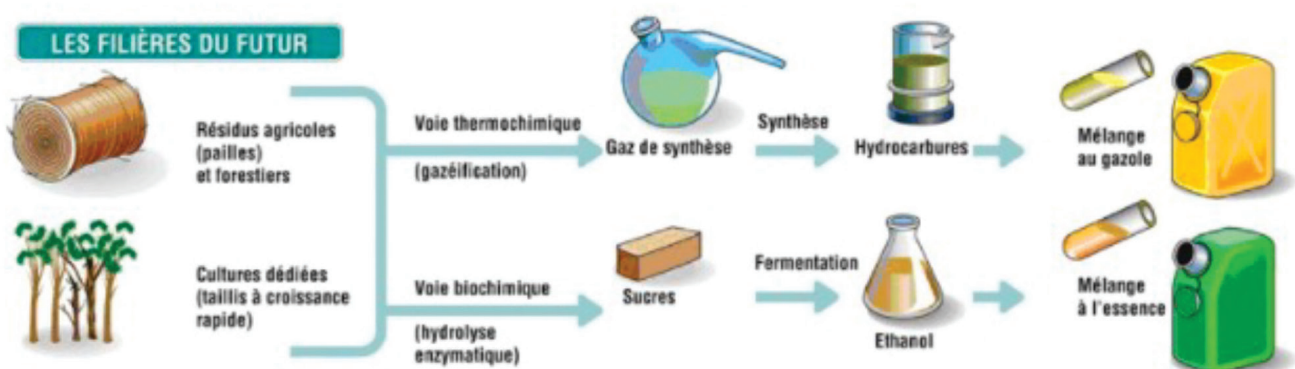 LES FILIÈRES DU FUTUR
Résidus agricoles
(pailles)
et forestiers
Voie thermochimique
(gazéification)
Gaz de synthèse
Synthèse
Hydrocarbures
Mélange
au gazole
Cultures dédiées
(taillis à croissance
rapide)
Voie biochimique
(hydrolyse
enzymatique)
Sucres
Fermentation
Ethanol
Mélange
à l'essence